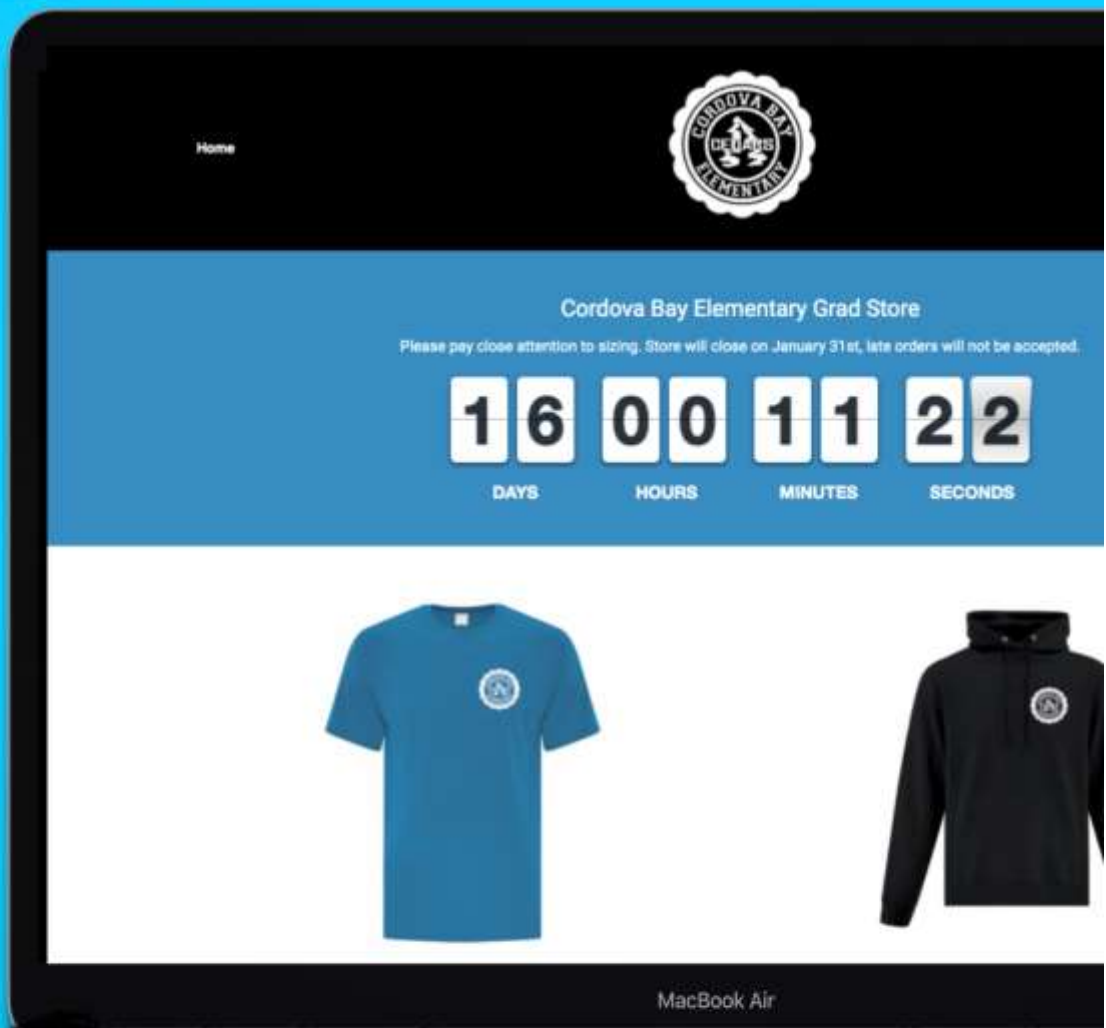 Home
CORDOVA BAY
CEDARS
ELEMENTARY
Cordova Bay Elementary Grad Store
Please pay close attention to sizing. Store will close on January 31st, late orders will not be accepted.
16 00 11 22
DAYS HOURS MINUTES SECONDS
MacBook Air